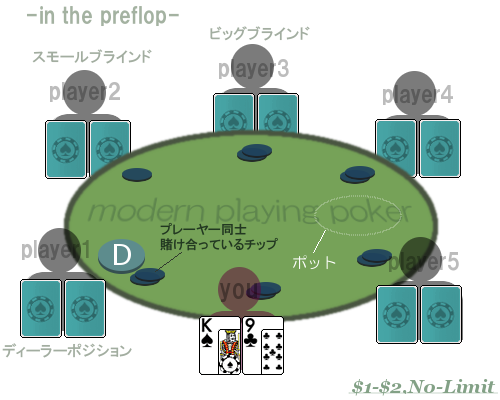 -in the preflop-
ビッグブラインド
スモールブラインド
player3
player2
player4
modern playing poker
player1
プレーヤー同士
賭け合っているチップ
D
ポット
player5
you
K
9
ディーラーポジション
$1-$2,No-Limit